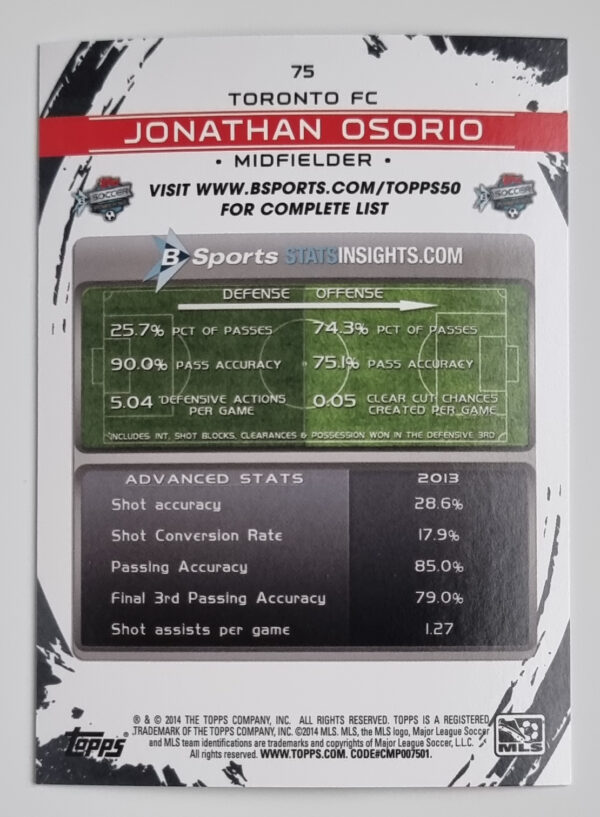 75
TORONTO FC
JONATHAN OSORIO
• MIDFIELDER •
VISIT WWW.BSPORTS.COM/TOPPS50
FOR COMPLETE LIST
SOCCER
SOCCER
B Sports STATSINSIGHTS.COM
DEFENSE OFFENSE
25.7% PCT OF PASSES 74.3% PCT OF PASSES
90.0% PASS ACCURACY 75.1% PASS ACCURACY
5.04 *DEFENSIVE ACTIONS PER GAME 0.05 CLEAR CUT CHANCES CREATED PER GAME
*INCLUDES INT, SHOT BLOCKS, CLEARANCES & POSSESSION WON IN THE DEFENSIVE 3RD
ADVANCED STATS 2013
Shot accuracy 28.6%
Shot Conversion Rate 17.9%
Passing Accuracy 85.0%
Final 3rd Passing Accuracy 79.0%
Shot assists per game 1.27
® & © 2014 THE TOPPS COMPANY, INC. ALL RIGHTS RESERVED. TOPPS IS A REGISTERED
TRADEMARK OF THE TOPPS COMPANY, INC. ©2014 MLS. MLS, the MLS logo, Major League Soccer
and MLS team identifications are trademarks and copyrights of Major League Soccer, L.L.C.
All rights reserved. WWW.TOPPS.COM. CODE#CMP007501.
Topps
MLS